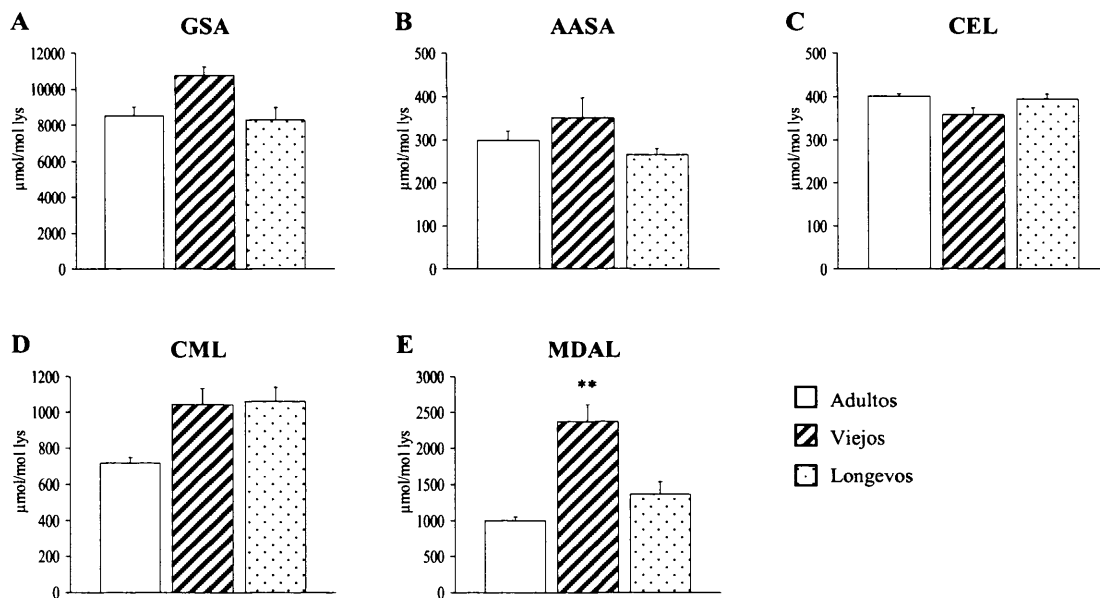 A
GSA
µmol/mol lys
12000
10000
8000
6000
4000
2000
0
B
AASA
µmol/mol lys
500
400
300
200
100
0
C
CEL
µmol/mol lys
500
400
300
200
100
0
D
CML
µmol/mol lys
1200
1000
800
600
400
200
0
E
MDAL
µmol/mol lys
3000
2500
2000
1500
1000
500
0
**
Adultos
Viejos
Longevos